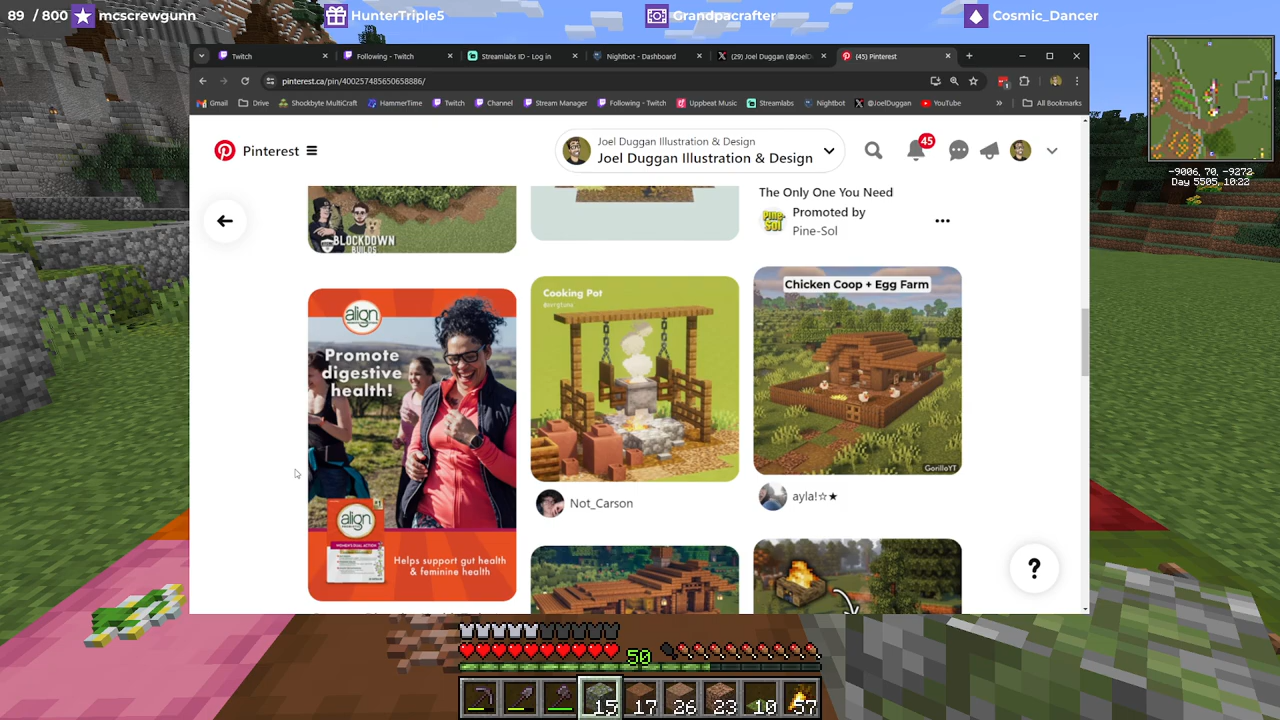 89 / 800 mcscrewgunn
HunterTriple5
Grandpacrafter
Cosmic_Dancer
Twitch
Following - Twitch
Streamlabs ID - Log in
Nightbot - Dashboard
(29) Joel Duggan (@JoelD
(45) Pinterest
pinterest.ca/pin/400257485650658886/
Gmail
Drive
Shockbyte MultiCraft
HammerTime
Twitch
Channel
Stream Manager
Following - Twitch
Uppbeat Music
Streamlabs
Nightbot
@JoelDuggan
YouTube
»
All Bookmarks
Pinterest
Joel Duggan Illustration & Design
Joel Duggan Illustration & Design
45
-9006, 70, -9272
Day 5505, 10:22
BLOCKDOWN
BUILDS
The Only One You Need
PINE-SOL
Promoted by
Pine-Sol
align
Promote
digestive
health!
align
Helps support gut health
& feminine health
Cooking Pot
Not_Carson
Chicken Coop + Egg Farm
GorilloYT
ayla!☆★
?
50
15 17 26 23 10 57